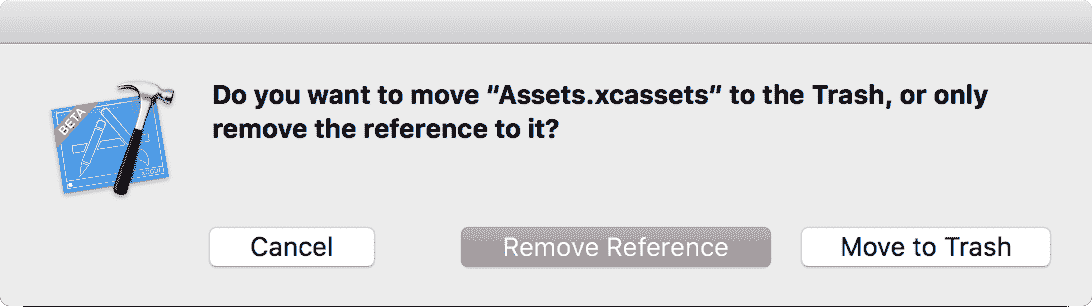 BETA
Do you want to move “Assets.xcassets” to the Trash, or only
remove the reference to it?
Cancel
Remove Reference
Move to Trash